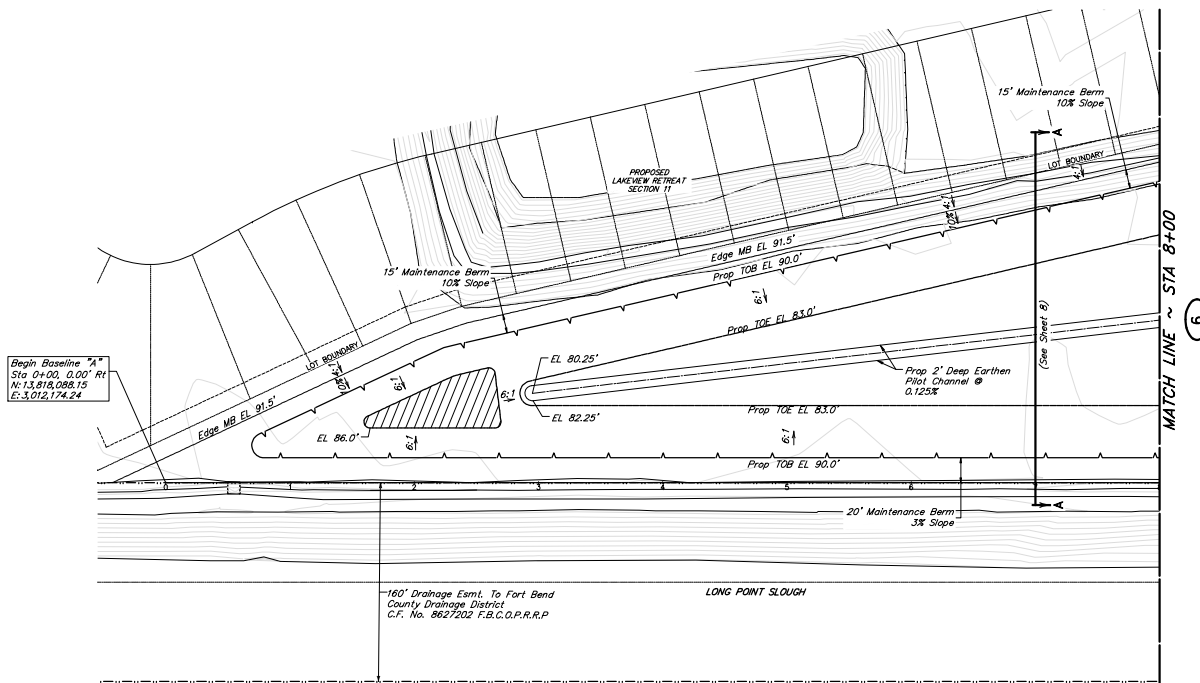 15' Maintenance Berm
10% Slope
A
LOT BOUNDARY
4:1
PROPOSED
LAKEVIEW RETREAT
SECTION 11
4:1
10%
Edge MB EL 91.5'
Prop TOB EL 90.0'
15' Maintenance Berm
10% Slope
6:1
MATCH LINE ~ STA 8+00
6
(See Sheet 8)
Prop TOE EL 83.0'
Begin Baseline "A"
Sta 0+00, 0.00' Rt
N:13,818,088.15
E:3,012,174.24
LOT BOUNDARY
4:1
10%
6:1
EL 80.25'
Prop 2' Deep Earthen
Pilot Channel @
0.125%
6:1
Edge MB EL 91.5'
EL 82.25'
Prop TOE EL 83.0'
EL 86.0'
6:1
6:1
Prop TOB EL 90.0'
0
1
2
3
4
5
6
A
20' Maintenance Berm
3% Slope
160' Drainage Esmt. To Fort Bend
County Drainage District
C.F. No. 8627202 F.B.C.O.P.R.R.P
LONG POINT SLOUGH